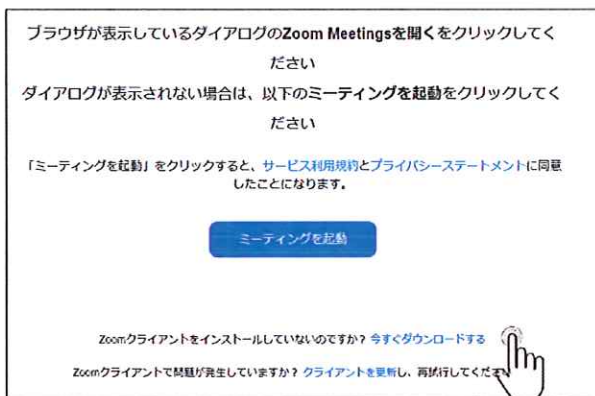 ブラウザが表示しているダイアログのZoom Meetingsを開くをクリックしてく
ださい
ダイアログが表示されない場合は、以下のミーティングを起動をクリックしてく
ださい
「ミーティングを起動」をクリックすると、サービス利用規約とプライバシーステートメントに同意
したことになります。
ミーティングを起動
Zoomクライアントをインストールしていないのですか？今すぐダウンロードする
Zoomクライアントで問題が発生していますか？クライアントを更新し、再試行してくださ